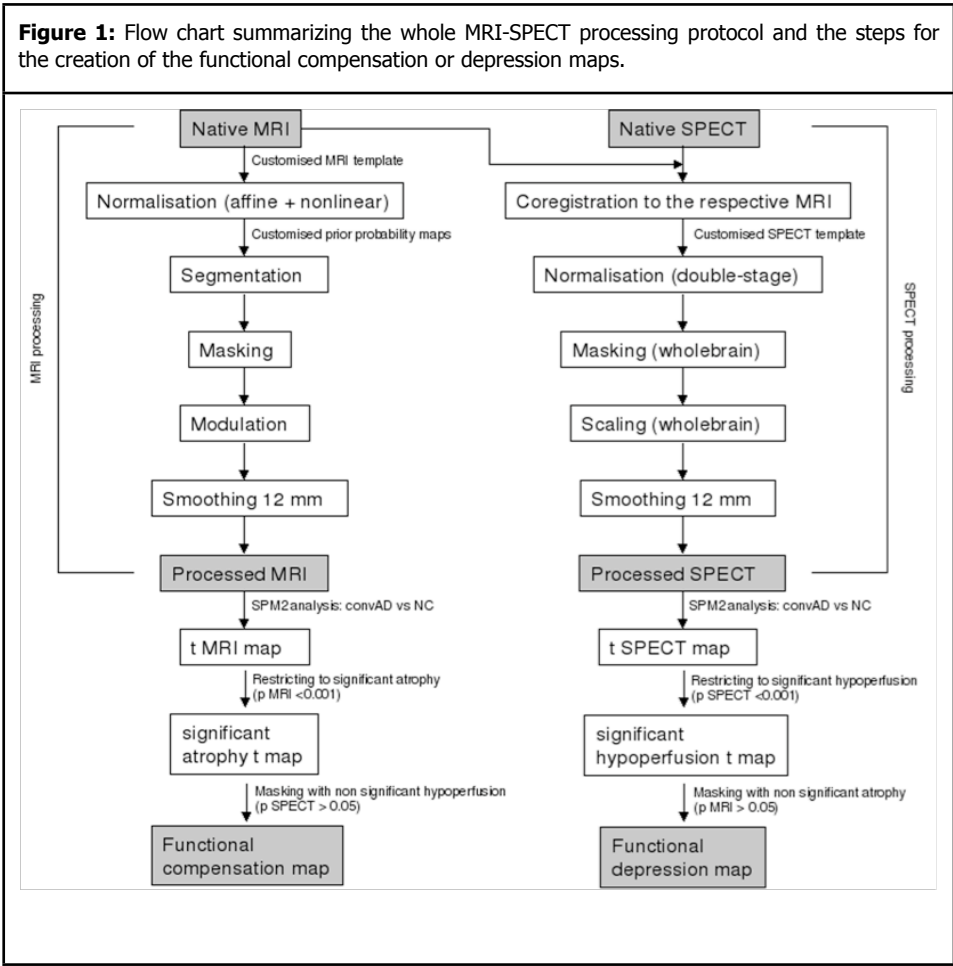 Figure 1: Flow chart summarizing the whole MRI-SPECT processing protocol and the steps for
the creation of the functional compensation or depression maps.
Native MRI
Customised MRI template
Normalisation (affine + nonlinear)
Customised prior probability maps
Segmentation
Masking
Modulation
Smoothing 12 mm
Processed MRI
MRI processing
SPM2analysis: convAD vs NC
t MRI map
Restricting to significant atrophy
(p MRI <0.001)
significant
atrophy t map
Masking with non significant hypoperfusion
(p SPECT > 0.05)
Functional
compensation map
Native SPECT
Coregistration to the respective MRI
Customised SPECT template
Normalisation (double-stage)
Masking (wholebrain)
Scaling (wholebrain)
Smoothing 12 mm
Processed SPECT
SPECT processing
SPM2analysis: convAD vs NC
t SPECT map
Restricting to significant hypoperfusion
(p SPECT <0.001)
significant
hypoperfusion t map
Masking with non significant atrophy
(p MRI > 0.05)
Functional
depression map